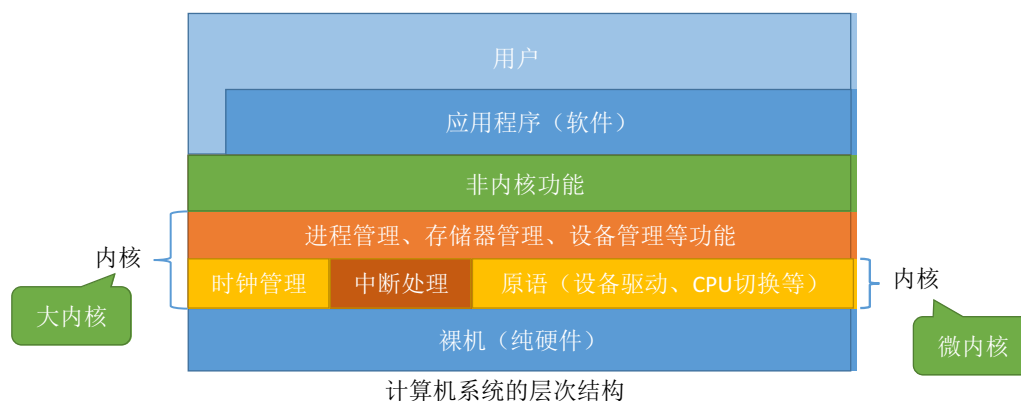 用户
应用程序（软件）
非内核功能
进程管理、存储器管理、设备管理等功能
内核
时钟管理
中断处理
原语（设备驱动、CPU切换等）
内核
大内核
裸机（纯硬件）
微内核
计算机系统的层次结构